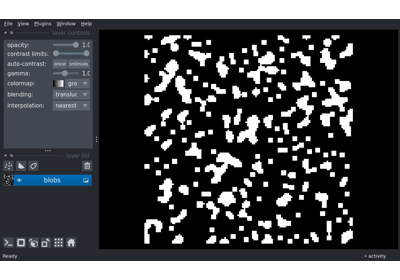 File View Plugins Window Help
layer controls
opacity: 1.0
contrast limits:
auto-contrast: once
gamma: 1.0
colormap: gra
blending: translu
interpolation: nearest
layer list
blobs
Ready
activity